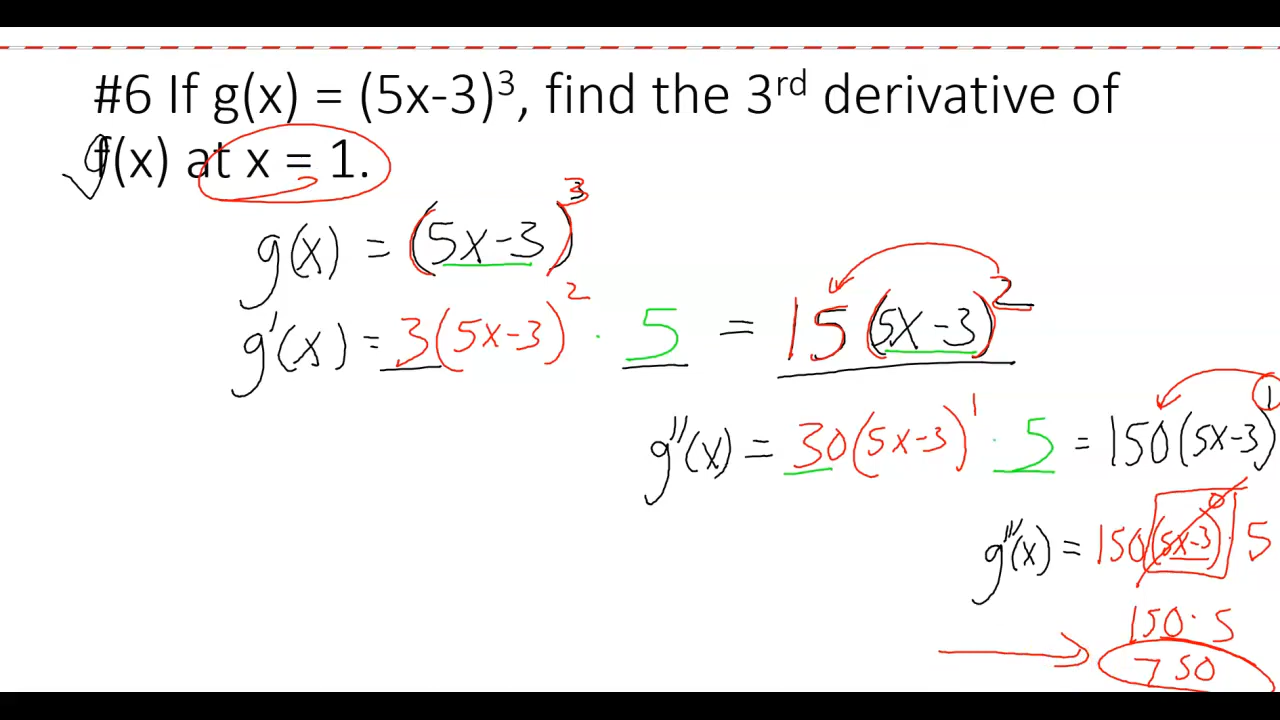 #6 If g(x) = (5x-3)³, find the 3rd derivative of
g f(x) at x = 1.
g(x) = (5x-3)³
g'(x) = 3(5x-3)² · 5 = 15(5x-3)²
g''(x) = 30(5x-3)¹ · 5 = 150(5x-3)¹
g'''(x) = 150(5x-3)⁰ · 5
150 · 5
750